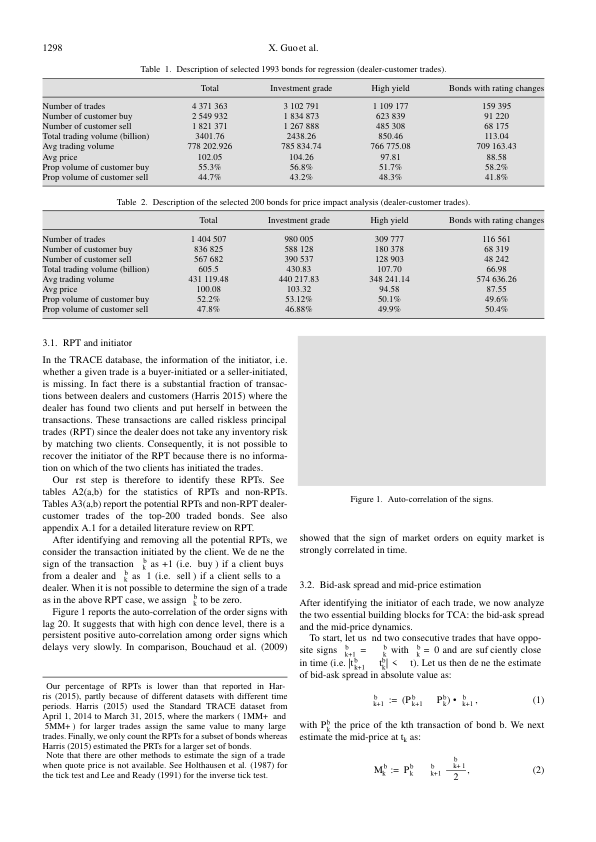 1298
X. Guo et al.
Table 1. Description of selected 1993 bonds for regression (dealer-customer trades).
Total Investment grade High yield Bonds with rating changes
Number of trades 4 371 363 3 102 791 1 109 177 159 395
Number of customer buy 2 549 932 1 834 873 623 839 91 220
Number of customer sell 1 821 371 1 267 888 485 308 68 175
Total trading volume (billion) 3401.76 2438.26 850.46 113.04
Avg trading volume 778 202.926 785 834.74 766 775.08 709 163.43
Avg price 102.05 104.26 97.81 88.58
Prop volume of customer buy 55.3% 56.8% 51.7% 58.2%
Prop volume of customer sell 44.7% 43.2% 48.3% 41.8%
Table 2. Description of the selected 200 bonds for price impact analysis (dealer-customer trades).
Total Investment grade High yield Bonds with rating changes
Number of trades 1 404 507 980 005 309 777 116 561
Number of customer buy 836 825 588 128 180 378 68 319
Number of customer sell 567 682 390 537 128 903 48 242
Total trading volume (billion) 605.5 430.83 107.70 66.98
Avg trading volume 431 119.48 440 217.83 348 241.14 574 636.26
Avg price 100.08 103.32 94.58 87.55
Prop volume of customer buy 52.2% 53.12% 50.1% 49.6%
Prop volume of customer sell 47.8% 46.88% 49.9% 50.4%
3.1. RPT and initiator
In the TRACE database, the information of the initiator, i.e.
whether a given trade is a buyer-initiated or a seller-initiated,
is missing. In fact there is a substantial fraction of transac-
tions between dealers and customers (Harris 2015) where the
dealer has found two clients and put herself in between the
transactions. These transactions are called riskless principal
trades (RPT) since the dealer does not take any inventory risk
by matching two clients. Consequently, it is not possible to
recover the initiator of the RPT because there is no informa-
tion on which of the two clients has initiated the trades.
Our rst step is therefore to identify these RPTs. See
tables A2(a,b) for the statistics of RPTs and non-RPTs.
Tables A3(a,b) report the potential RPTs and non-RPT dealer-
customer trades of the top-200 traded bonds. See also
appendix A.1 for a detailed literature review on RPT.
After identifying and removing all the potential RPTs, we
consider the transaction initiated by the client. We de ne the
sign of the transaction b k as +1 (i.e. buy ) if a client buys
from a dealer and b k as 1 (i.e. sell ) if a client sells to a
dealer. When it is not possible to determine the sign of a trade
as in the above RPT case, we assign b k to be zero.
Figure 1 reports the auto-correlation of the order signs with
lag 20. It suggests that with high con dence level, there is a
persistent positive auto-correlation among order signs which
delays very slowly. In comparison, Bouchaud et al. (2009)
Our percentage of RPTs is lower than that reported in Har-
ris (2015), partly because of different datasets with different time
periods. Harris (2015) used the Standard TRACE dataset from
April 1, 2014 to March 31, 2015, where the markers ( 1MM+ and
5MM+ ) for larger trades assign the same value to many large
trades. Finally, we only count the RPTs for a subset of bonds whereas
Harris (2015) estimated the PRTs for a larger set of bonds.
Note that there are other methods to estimate the sign of a trade
when quote price is not available. See Holthausen et al. (1987) for
the tick test and Lee and Ready (1991) for the inverse tick test.
Figure 1. Auto-correlation of the signs.
showed that the sign of market orders on equity market is
strongly correlated in time.
3.2. Bid-ask spread and mid-price estimation
After identifying the initiator of each trade, we now analyze
the two essential building blocks for TCA: the bid-ask spread
and the mid-price dynamics.
To start, let us nd two consecutive trades that have oppo-
site signs b k+1 = b k with b k = 0 and are suf ciently close
in time (i.e. |t b k+1 t b k | < t). Let us then de ne the estimate
of bid-ask spread in absolute value as:
b k+1 := (P b k+1 P b k ) • b k+1 , (1)
with P b k the price of the kth transaction of bond b. We next
estimate the mid-price at t k as:
M b k := P b k b k+1 b k+1 2 , (2)